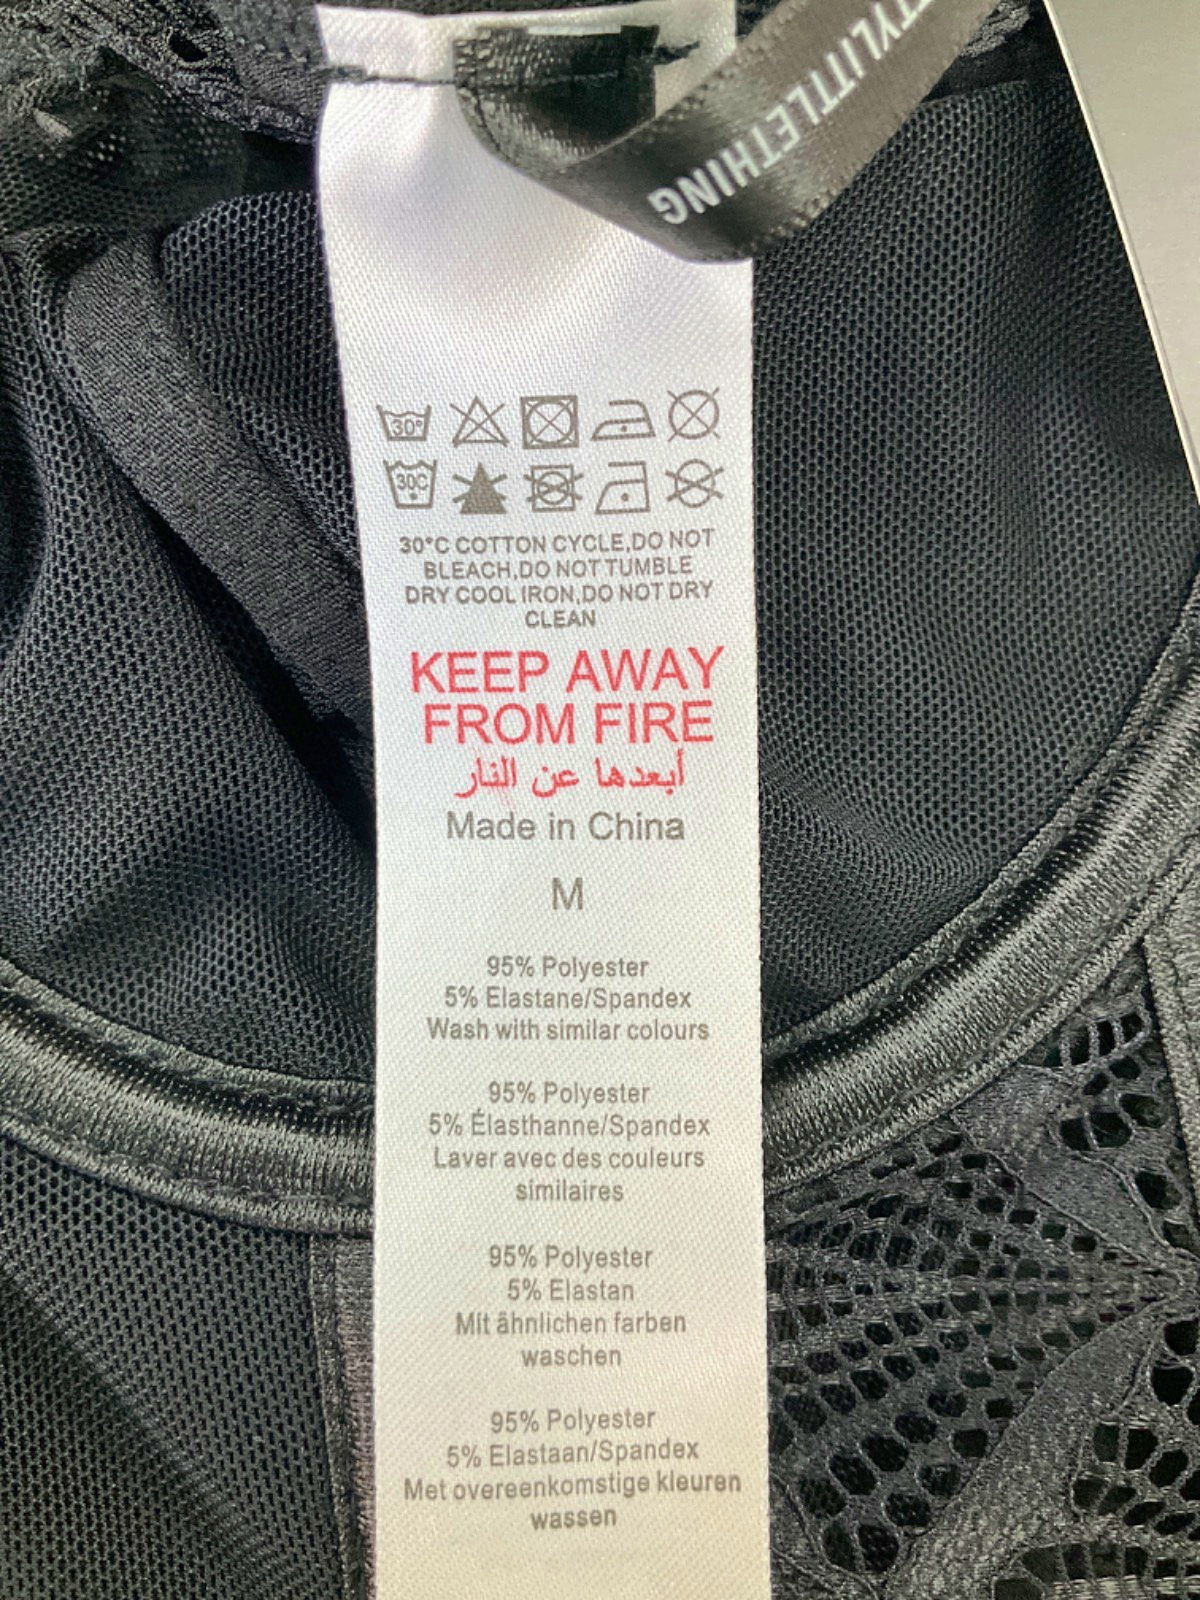 TYLITTLETHING
30°
30C
30°C COTTON CYCLE,DO NOT
BLEACH,DO NOT TUMBLE
DRY COOL IRON,DO NOT DRY
CLEAN
KEEP AWAY
FROM FIRE
أبعدها عن النار
Made in China
M
95% Polyester
5% Elastane/Spandex
Wash with similar colours
95% Polyester
5% Élasthanne/Spandex
Laver avec des couleurs
similaires
95% Polyester
5% Elastan
Mit ähnlichen farben
waschen
95% Polyester
5% Elastaan/Spandex
Met overeenkomstige kleuren
wassen